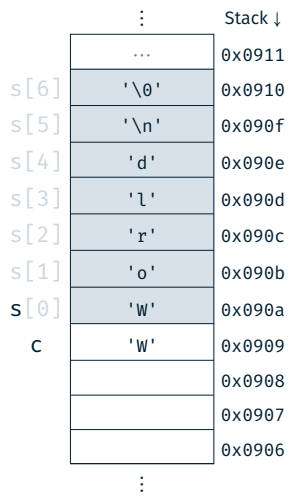 ⋮ Stack ↓
... 0x0911
s[6] '\0' 0x0910
s[5] '\n' 0x090f
s[4] 'd' 0x090e
s[3] 'l' 0x090d
s[2] 'r' 0x090c
s[1] 'o' 0x090b
s[0] 'W' 0x090a
c 'W' 0x0909
0x0908
0x0907
0x0906
⋮